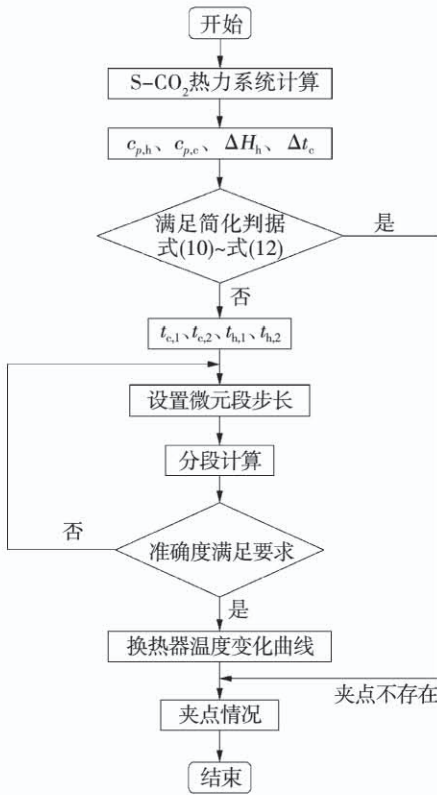 开始
S-CO₂热力系统计算
c_{p,h}、c_{p,c}、ΔH_h、Δt_c
满足简化判据
式(10)~式(12)
是
否
t_{c,1}、t_{c,2}、t_{h,1}、t_{h,2}
设置微元段步长
分段计算
否
准确度满足要求
是
换热器温度变化曲线
夹点不存在
夹点情况
结束